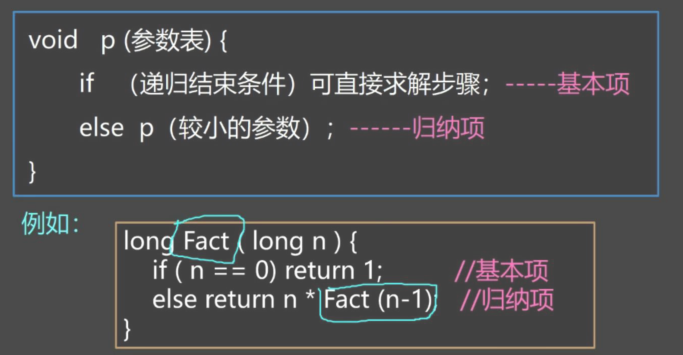 void p (参数表) {
if （递归结束条件）可直接求解步骤；-----基本项
else p（较小的参数）；------归纳项
}
例如：
long Fact ( long n ) {
if ( n == 0) return 1; //基本项
else return n * Fact (n-1) //归纳项
}